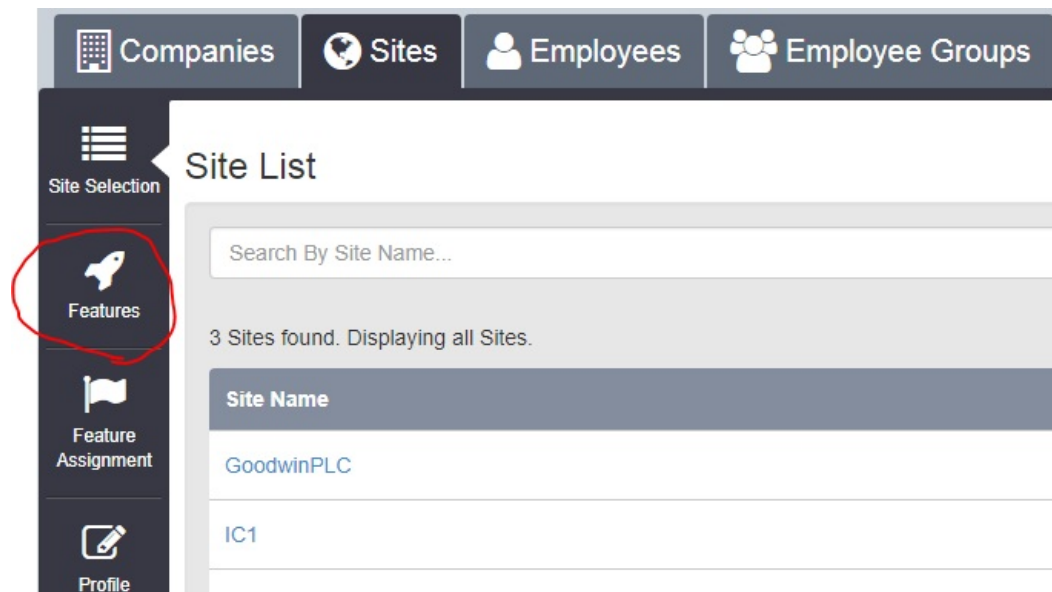 Companies
Sites
Employees
Employee Groups
Site Selection
Site List
Search By Site Name...
Features
3 Sites found. Displaying all Sites.
Site Name
Feature
Assignment
GoodwinPLC
IC1
Profile